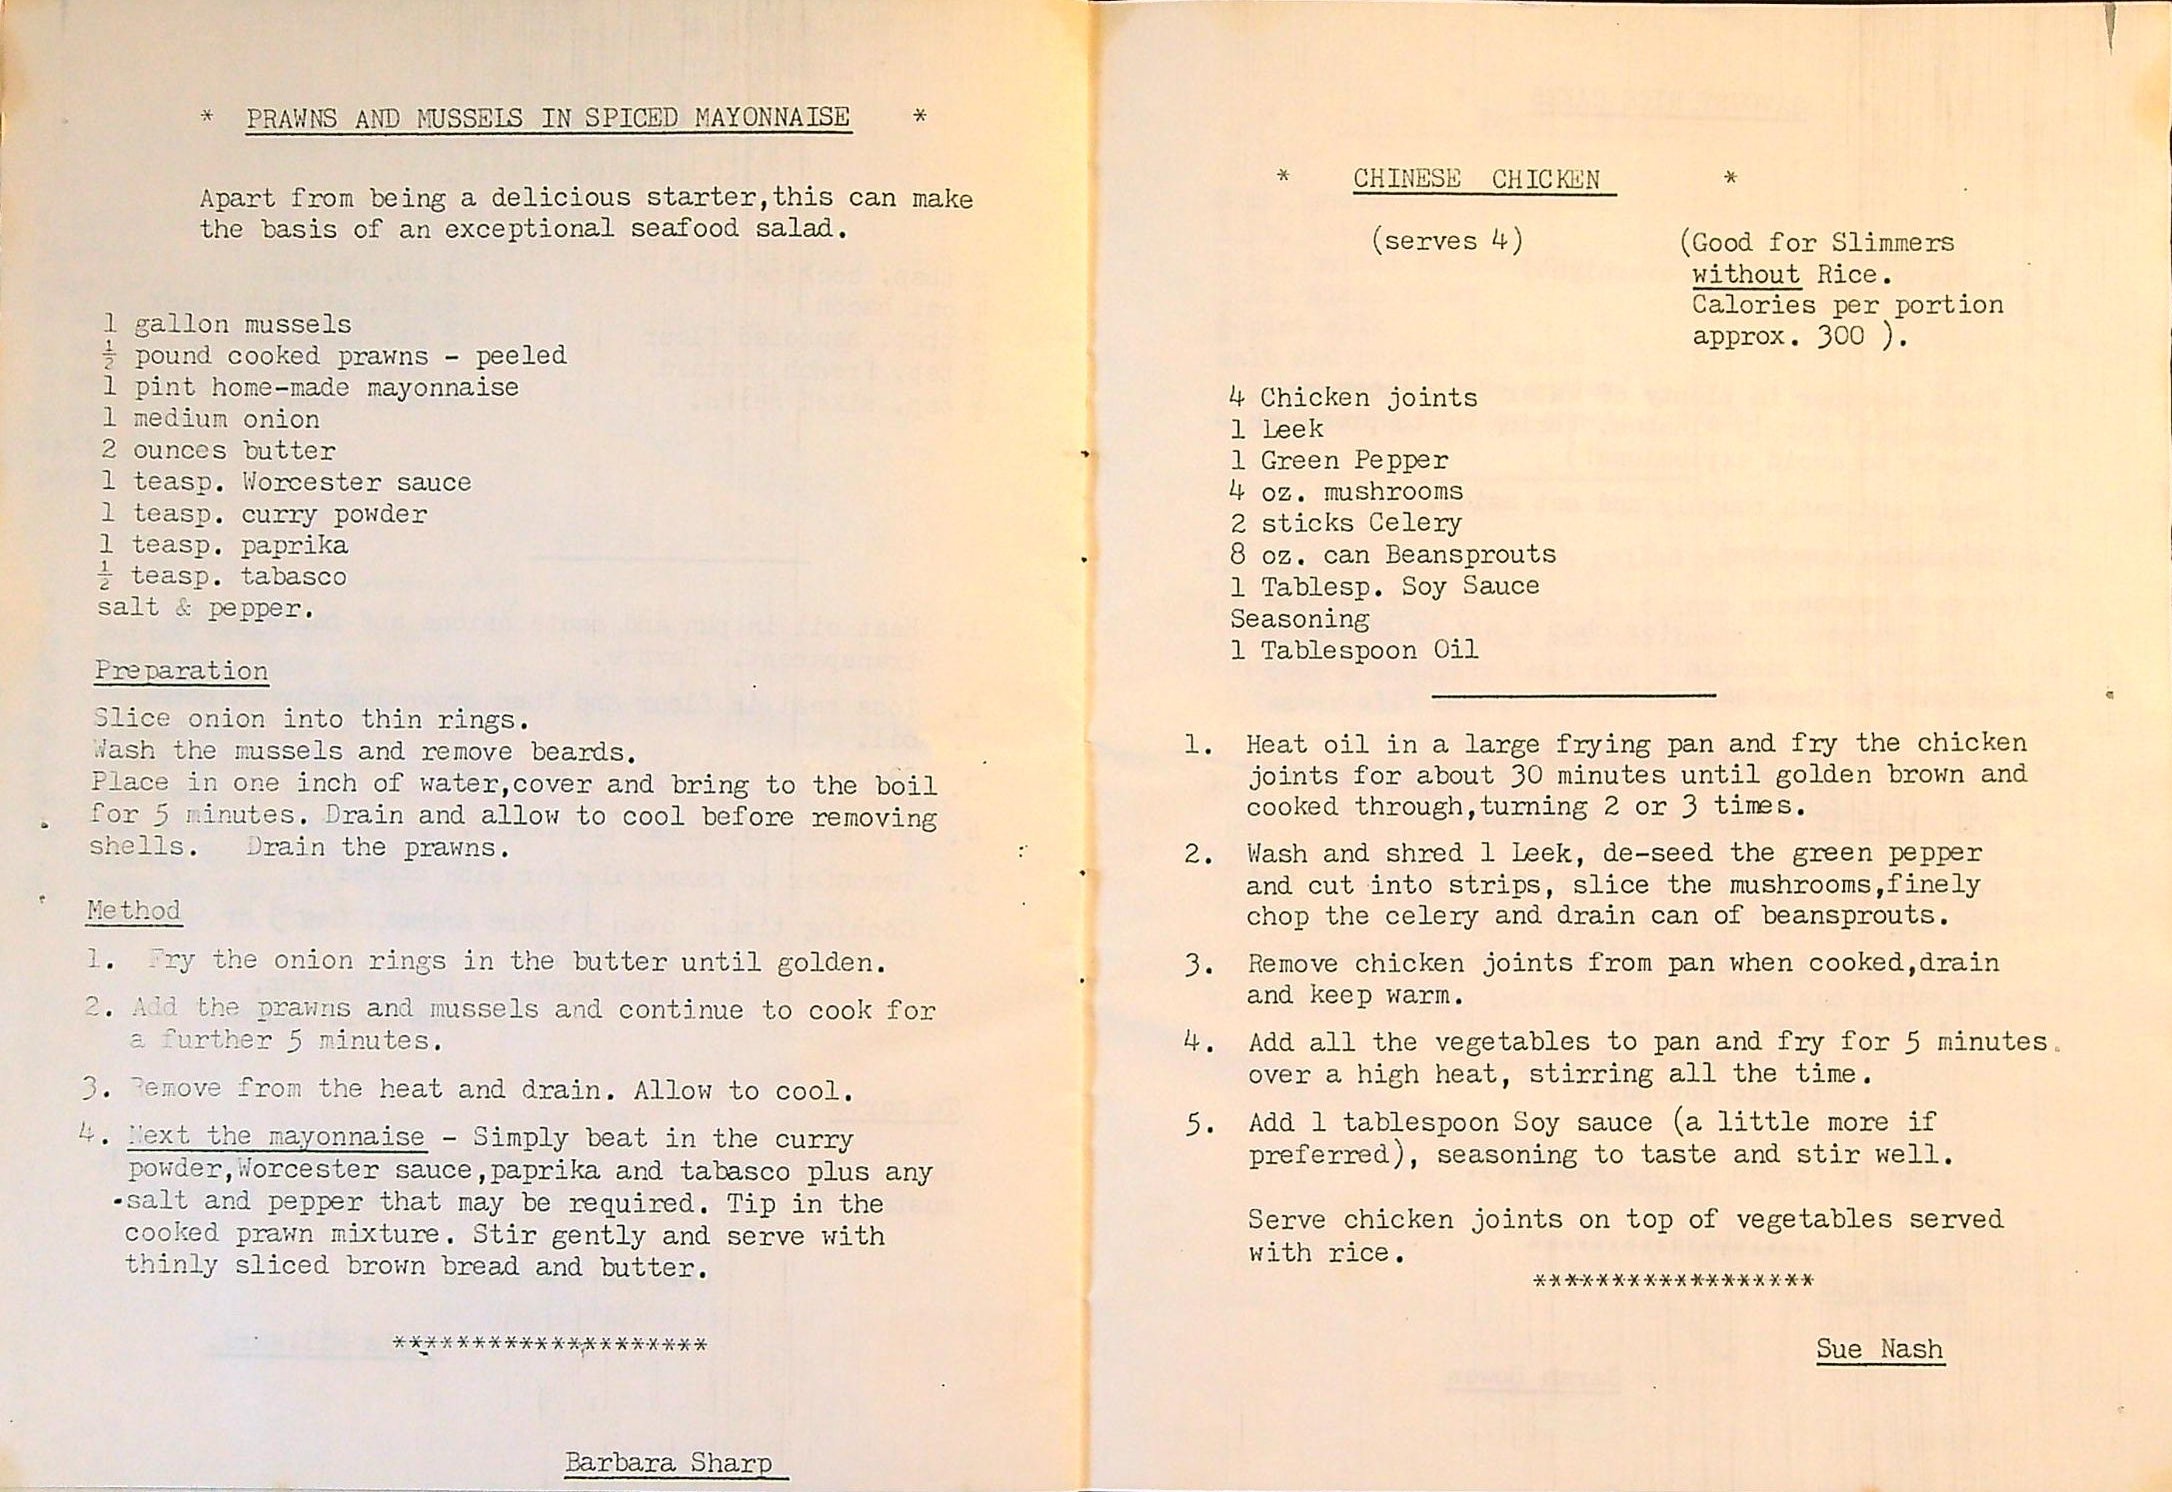 * PRAWNS AND MUSSELS IN SPICED MAYONNAISE *
Apart from being a delicious starter,this can make
the basis of an exceptional seafood salad.
1 gallon mussels
½ pound cooked prawns - peeled
1 pint home-made mayonnaise
1 medium onion
2 ounces butter
1 teasp. Worcester sauce
1 teasp. curry powder
1 teasp. paprika
½ teasp. tabasco
salt & pepper.
Preparation
Slice onion into thin rings.
Wash the mussels and remove beards.
Place in one inch of water,cover and bring to the boil
for 5 minutes. Drain and allow to cool before removing
shells. Drain the prawns.
Method
1. Fry the onion rings in the butter until golden.
2. Add the prawns and mussels and continue to cook for
a further 5 minutes.
3. Remove from the heat and drain. Allow to cool.
4. Next the mayonnaise - Simply beat in the curry
powder,Worcester sauce,paprika and tabasco plus any
salt and pepper that may be required. Tip in the
cooked prawn mixture. Stir gently and serve with
thinly sliced brown bread and butter.
********************
Barbara Sharp
* CHINESE CHICKEN *
(serves 4) (Good for Slimmers
without Rice.
Calories per portion
approx. 300 ).
4 Chicken joints
1 Leek
1 Green Pepper
4 oz. mushrooms
2 sticks Celery
8 oz. can Beansprouts
1 Tablesp. Soy Sauce
Seasoning
1 Tablespoon Oil
1. Heat oil in a large frying pan and fry the chicken
joints for about 30 minutes until golden brown and
cooked through,turning 2 or 3 times.
2. Wash and shred 1 Leek, de-seed the green pepper
and cut into strips, slice the mushrooms,finely
chop the celery and drain can of beansprouts.
3. Remove chicken joints from pan when cooked,drain
and keep warm.
4. Add all the vegetables to pan and fry for 5 minutes.
over a high heat, stirring all the time.
5. Add 1 tablespoon Soy sauce (a little more if
preferred), seasoning to taste and stir well.
Serve chicken joints on top of vegetables served
with rice.
******************
Sue Nash